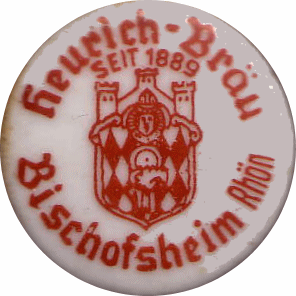 Heurich-Bräu
SEIT 1889
Bischofsheim Rhön